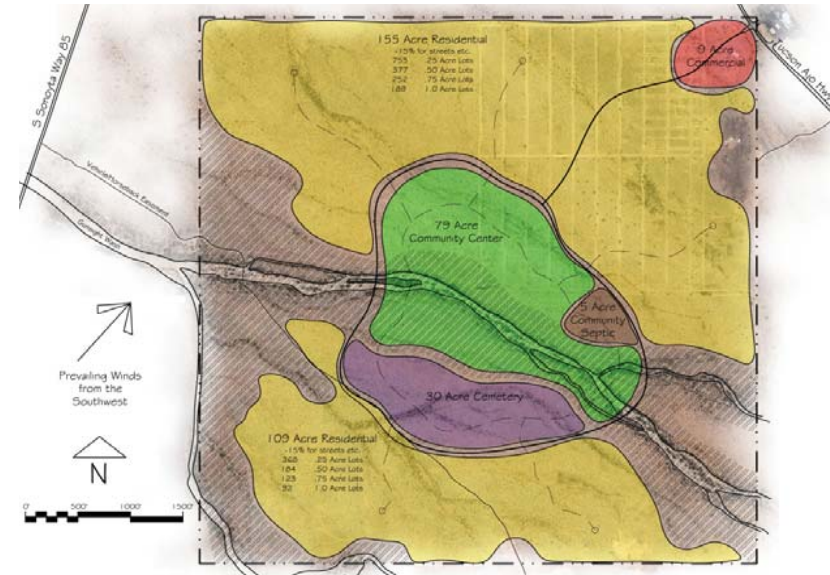 155 Acre Residential
-15% for streets etc.
753 .25 Acre Lots
377 .50 Acre Lots
252 .75 Acre Lots
188 1.0 Acre Lots
9 Acre
Commercial
Tucson Ajo Hwy
S Sonoyta Way 85
Vehicle/Horseback Easement
Gunsight Wash
79 Acre
Community Center
5 Acre
Community
Septic
Prevailing Winds
from the
Southwest
30 Acre Cemetery
109 Acre Residential
-15% for streets etc.
368 .25 Acre Lots
184 .50 Acre Lots
123 .75 Acre Lots
92 1.0 Acre Lots
N
0' 500' 1000' 1500'